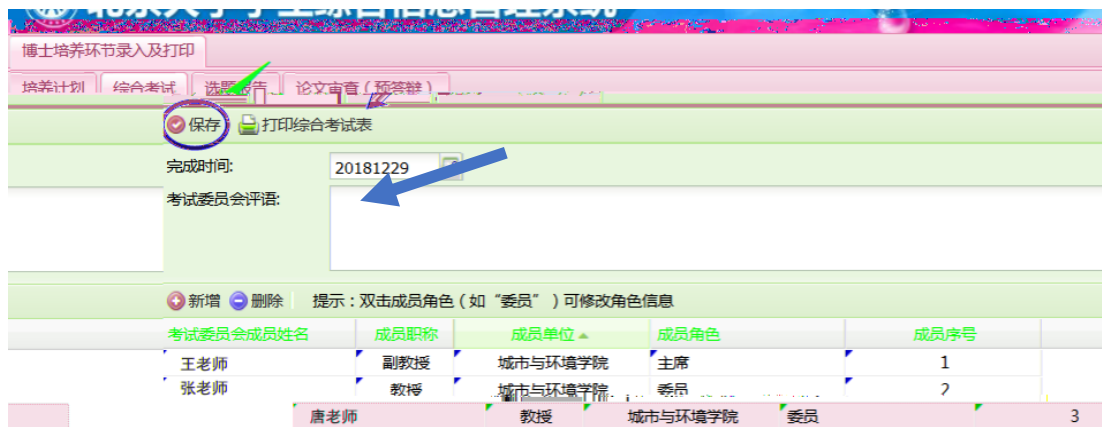 博士培养环节录入及打印
培养计划 综合考试 选题报告 论文审查（预答辩）
保存 打印综合考试表
完成时间: 20181229
考试委员会评语:
新增 删除 提示：双击成员角色（如“委员”）可修改角色信息
考试委员会成员姓名 成员职称 成员单位 成员角色 成员序号
王老师 副教授 城市与环境学院 主席 1
张老师 教授 城市与环境学院 委员 2
唐老师 教授 城市与环境学院 委员 3